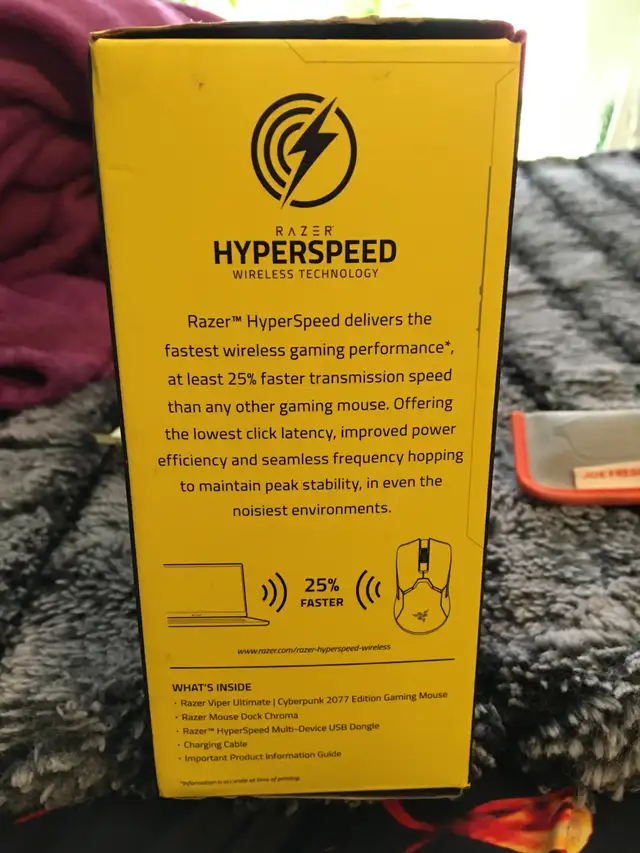 RAZER
HYPERSPEED
WIRELESS TECHNOLOGY
Razer™ HyperSpeed delivers the
fastest wireless gaming performance*,
at least 25% faster transmission speed
than any other gaming mouse. Offering
the lowest click latency, improved power
efficiency and seamless frequency hopping
to maintain peak stability, in even the
noisiest environments.
25%
FASTER
www.razer.com/razer-hyperspeed-wireless
WHAT'S INSIDE
· Razer Viper Ultimate | Cyberpunk 2077 Edition Gaming Mouse
· Razer Mouse Dock Chroma
· Razer™ HyperSpeed Multi-Device USB Dongle
· Charging Cable
· Important Product Information Guide
*Information is accurate at time of printing.
JOE FRESH